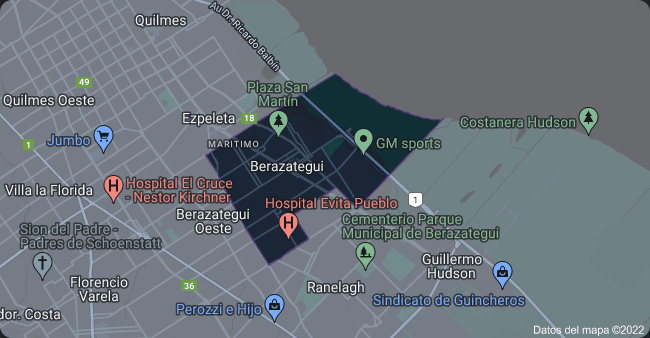 Quilmes
Au Dr. Ricardo Balbín
49
Plaza San
Martín
Quilmes Oeste
Ezpeleta
18
Costanera Hudson
1
Jumbo
MARITIMO
GM sports
Berazategui
Villa la Florida
Hospital El Cruce
- Nestor Kirchner
Hospital Evita Pueblo
1
Berazategui
Oeste
Cementerio Parque
Municipal de Berazategui
Sion del Padre -
Padres de Schoenstatt
Guillermo
Hudson
Florencio
Varela
36
Ranelagh
Sindicato de Guincheros
Perozzi e Hijo
dor. Costa
Datos del mapa ©2022